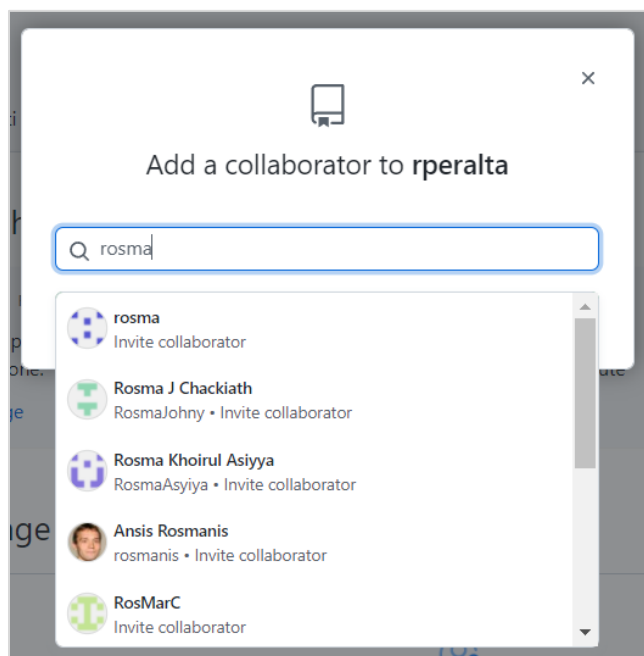 Add a collaborator to rperalta
rosma
rosma
Invite collaborator
Rosma J Chackiath
RosmaJohny • Invite collaborator
Rosma Khoirul Asiyya
RosmaAsyiya • Invite collaborator
Ansis Rosmanis
rosmanis • Invite collaborator
RosMarC
Invite collaborator